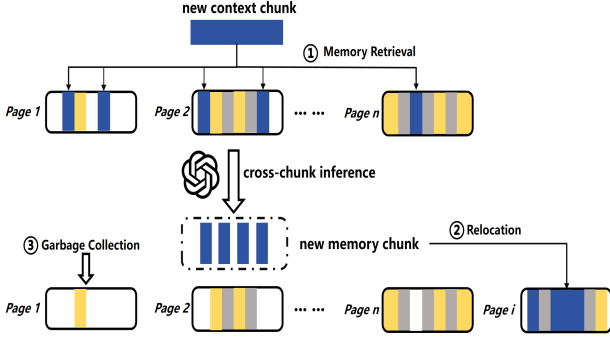 new context chunk
① Memory Retrieval
Page 1
Page 2
... ...
Page n
cross-chunk inference
③ Garbage Collection
new memory chunk
② Relocation
Page 1
Page 2
... ...
Page n
Page i